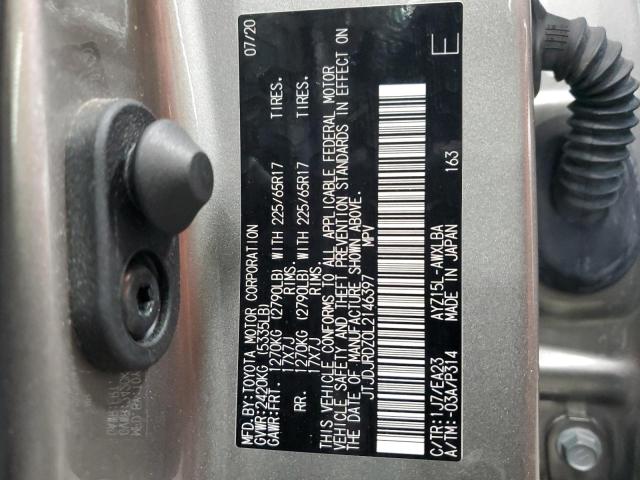 MFD.BY:TOYOTA MOTOR CORPORATION 07/20
GVWR:2420KG (5335LB)
GAWR:FRT. 1270KG (2790LB) WITH 225/65R17 TIRES.
17X7J RIMS.
RR. 1270KG (2790LB) WITH 225/65R17 TIRES.
17X7J RIMS.
THIS VEHICLE CONFORMS TO ALL APPLICABLE FEDERAL MOTOR
VEHICLE SAFETY AND THEFT PREVENTION STANDARDS IN EFFECT ON
THE DATE OF MANUFACTURE SHOWN ABOVE.
JTJDJRDZ0L2146397 MPV E
C/TR:1J7/EA23 AYZ15L-AWXLBA 163
A/TM:-03A/P314 MADE IN JAPAN